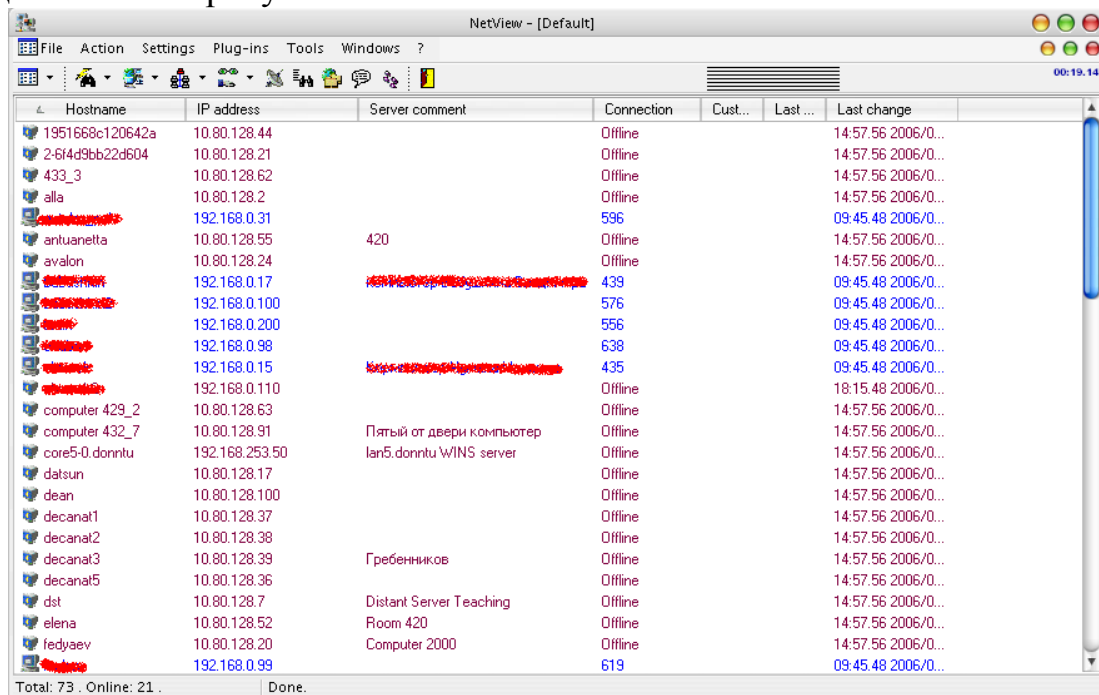 NetView - [Default]
File Action Settings Plug-ins Tools Windows ?
00:19.14
Hostname IP address Server comment Connection Cust... Last ... Last change
1951668c120642a 10.80.128.44 Offline 14:57.56 2006/0...
2-6f4d9bb22d604 10.80.128.21 Offline 14:57.56 2006/0...
433_3 10.80.128.62 Offline 14:57.56 2006/0...
alla 10.80.128.2 Offline 14:57.56 2006/0...
192.168.0.31 596 09:45.48 2006/0...
antuanetta 10.80.128.55 420 Offline 14:57.56 2006/0...
avalon 10.80.128.24 Offline 14:57.56 2006/0...
192.168.0.17 439 09:45.48 2006/0...
192.168.0.100 576 09:45.48 2006/0...
192.168.0.200 556 09:45.48 2006/0...
192.168.0.98 638 09:45.48 2006/0...
192.168.0.15 435 09:45.48 2006/0...
192.168.0.110 Offline 18:15.48 2006/0...
computer 429_2 10.80.128.63 Offline 14:57.56 2006/0...
computer 432_7 10.80.128.91 Пятый от двери компьютер Offline 14:57.56 2006/0...
core5-0.donntu 192.168.253.50 lan5.donntu WINS server Offline 14:57.56 2006/0...
datsun 10.80.128.17 Offline 14:57.56 2006/0...
dean 10.80.128.100 Offline 14:57.56 2006/0...
decanat1 10.80.128.37 Offline 14:57.56 2006/0...
decanat2 10.80.128.38 Offline 14:57.56 2006/0...
decanat3 10.80.128.39 Гребенников Offline 14:57.56 2006/0...
decanat5 10.80.128.36 Offline 14:57.56 2006/0...
dst 10.80.128.7 Distant Server Teaching Offline 14:57.56 2006/0...
elena 10.80.128.52 Room 420 Offline 14:57.56 2006/0...
fedyaev 10.80.128.20 Computer 2000 Offline 14:57.56 2006/0...
192.168.0.99 619 09:45.48 2006/0...
Total: 73 . Online: 21 . Done.